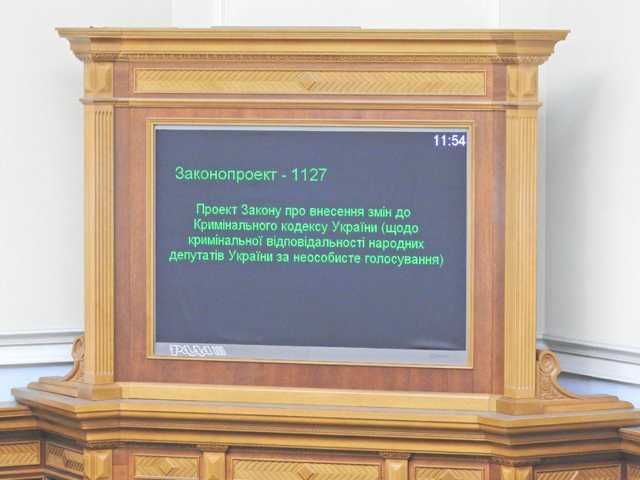 11:54
Законопроект - 1127
Проект Закону про внесення змін до
Кримінального кодексу України (щодо
кримінальної відповідальності народних
депутатів України за неособисте голосування)
РАДА